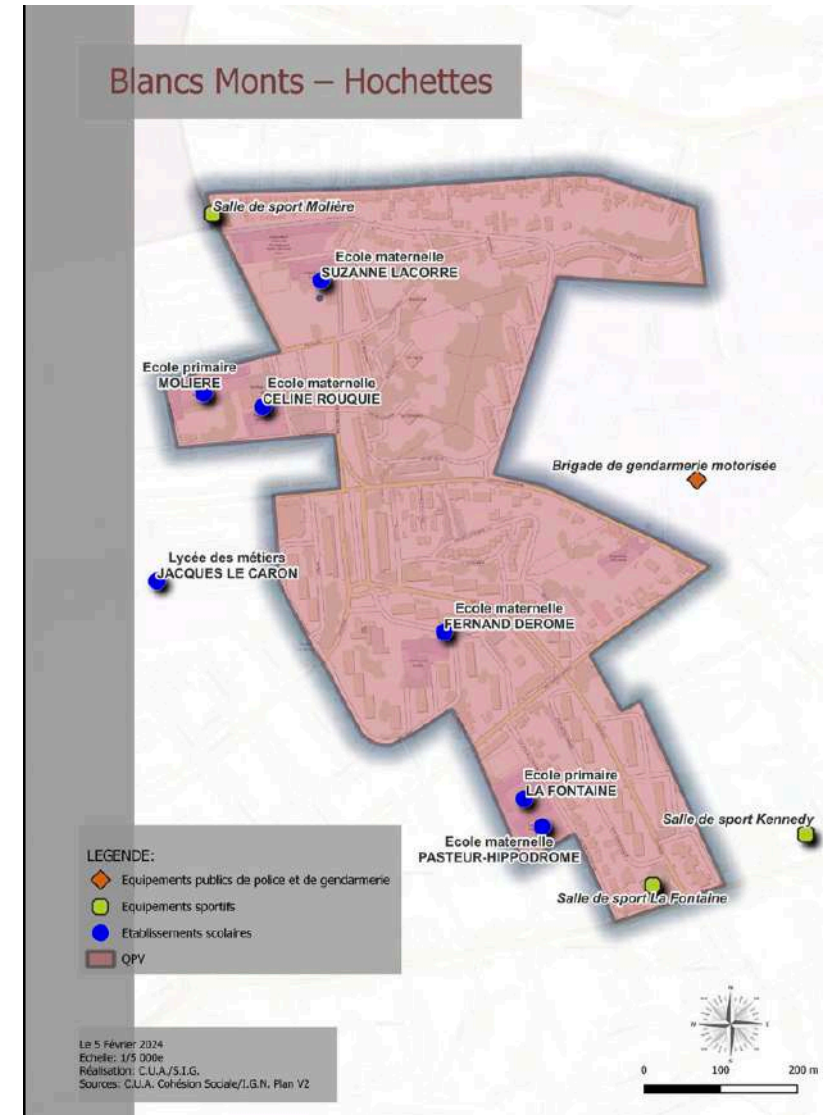 Blancs Monts – Hochettes
Salle de sport Molière
Ecole maternelle
SUZANNE LACORRE
Ecole primaire
MOLIERE
Ecole maternelle
CELINE ROUQUIE
Brigade de gendarmerie motorisée
Lycée des métiers
JACQUES LE CARON
Ecole maternelle
FERNAND DEROME
Ecole primaire
LA FONTAINE
Salle de sport Kennedy
Ecole maternelle
PASTEUR-HIPPODROME
Salle de sport La Fontaine
LEGENDE:
Equipements publics de police et de gendarmerie
Equipements sportifs
Etablissements scolaires
QPV
Le 5 Février 2024
Echelle: 1/5 000e
Réalisation: C.U.A./S.I.G.
Sources: C.U.A. Cohésion Sociale/I.G.N. Plan V2
N
W
E
S
0 100 200 m